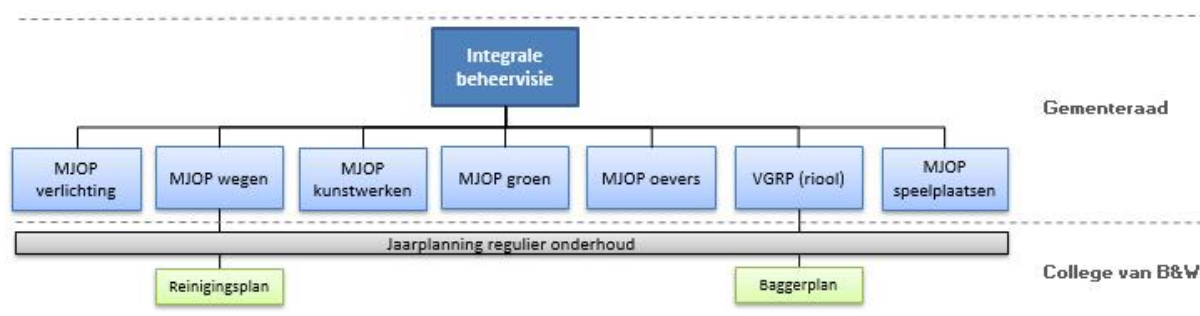 Integrale
beheervisie
Gementeraad
MJOP
verlichting
MJOP wegen
MJOP
kunstwerken
MJOP groen
MJOP oevers
VGRP (riool)
MJOP
speelplaatsen
Jaarplanning regulier onderhoud
Reinigingsplan
Baggerplan
College van B&W